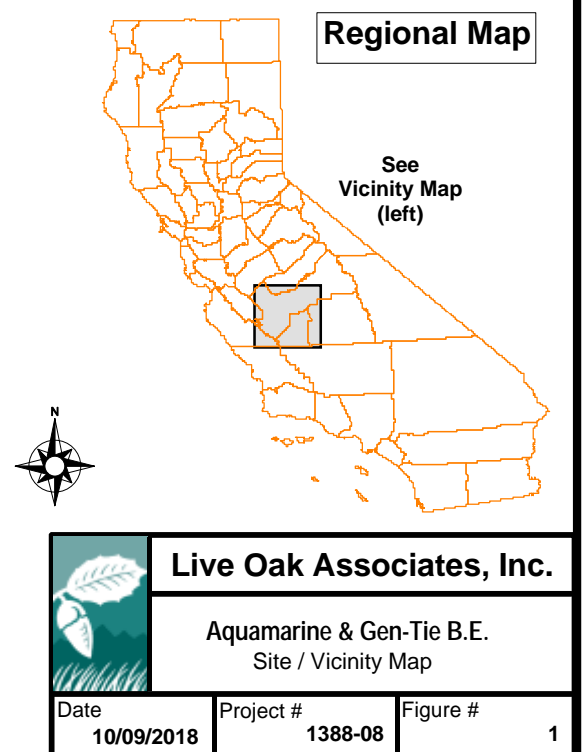 Regional Map
See
Vicinity Map
(left)
N
Live Oak Associates, Inc.
Aquamarine & Gen-Tie B.E.
Site / Vicinity Map
Date
10/09/2018
Project #
1388-08
Figure #
1